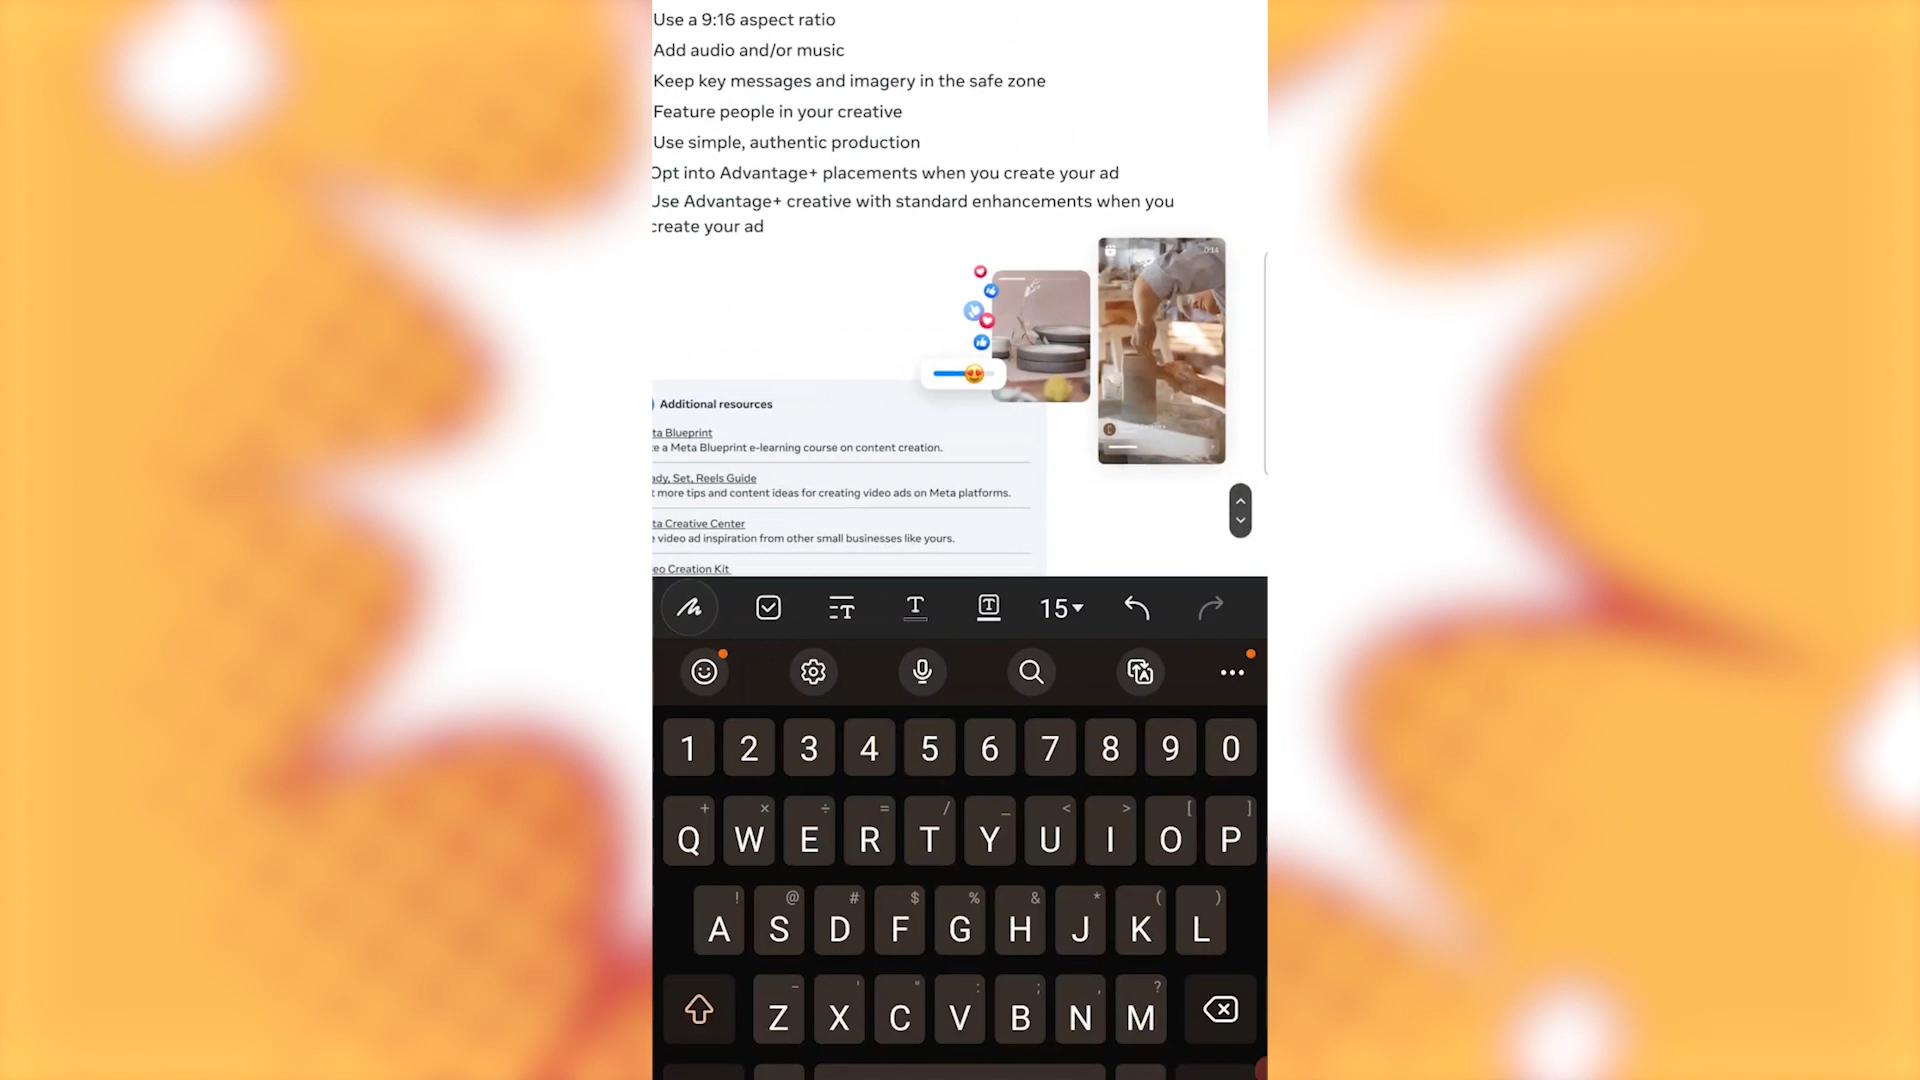 Use a 9:16 aspect ratio
Add audio and/or music
Keep key messages and imagery in the safe zone
Feature people in your creative
Use simple, authentic production
Opt into Advantage+ placements when you create your ad
Use Advantage+ creative with standard enhancements when you
create your ad
0:14
Additional resources
ta Blueprint
e a Meta Blueprint e-learning course on content creation.
ady, Set, Reels Guide
t more tips and content ideas for creating video ads on Meta platforms.
ta Creative Center
e video ad inspiration from other small businesses like yours.
eo Creation Kit
15
1 2 3 4 5 6 7 8 9 0
+ × ÷ = / _ < > [ ]
Q W E R T Y U I O P
! @ # $ % & * ( )
A S D F G H J K L
- ' " : ; , ?
Z X C V B N M